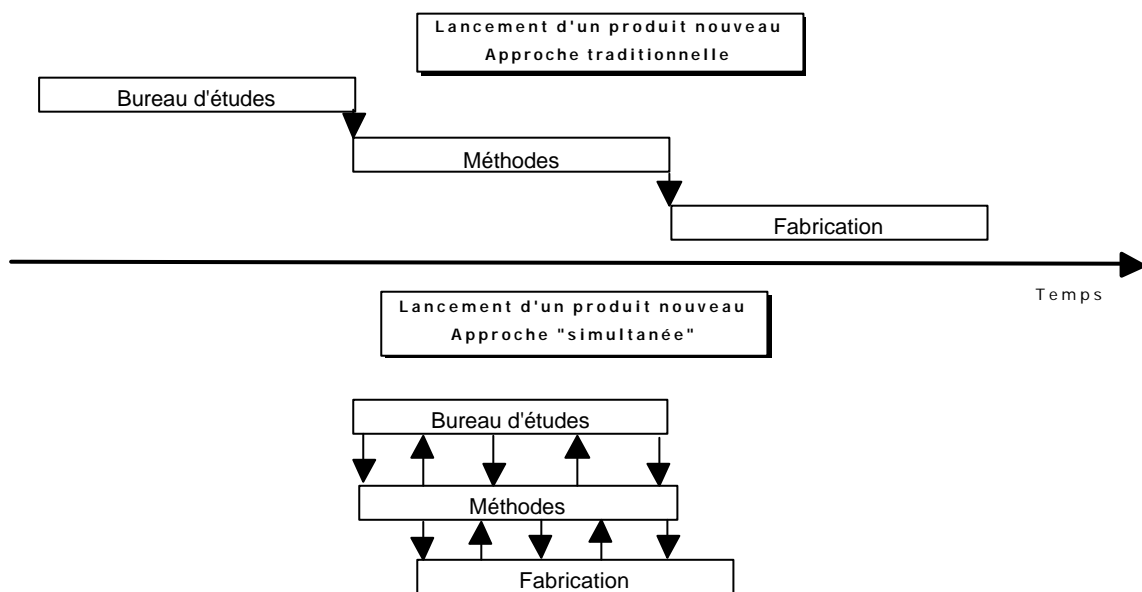 Lancement d'un produit nouveau
Approche traditionnelle
Bureau d'études
Méthodes
Fabrication
Temps
Lancement d'un produit nouveau
Approche "simultanée"
Bureau d'études
Méthodes
Fabrication